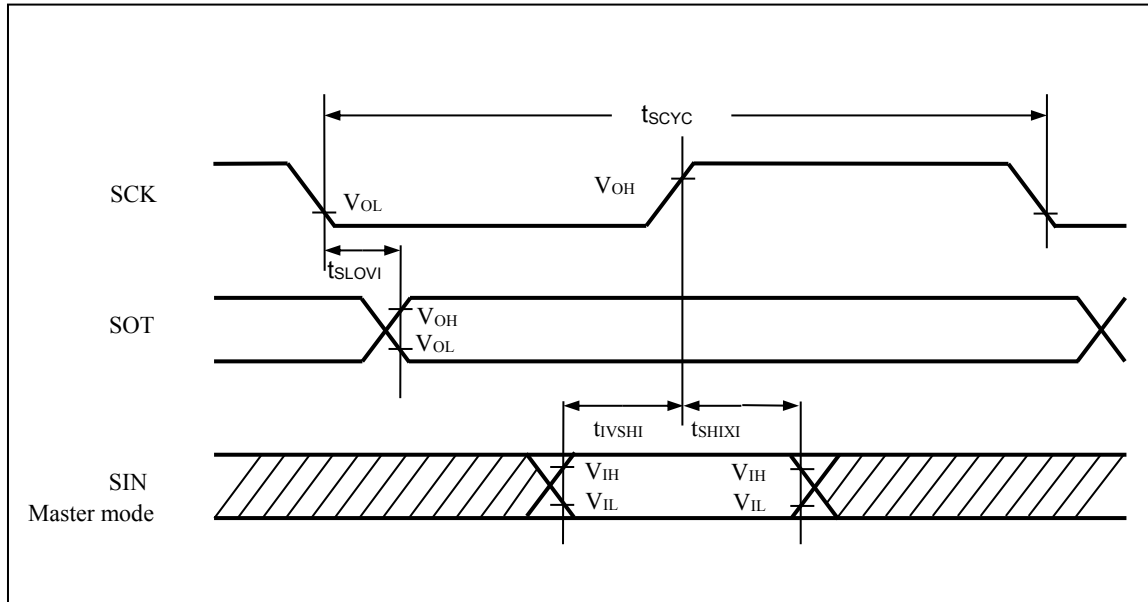 tSCYC
SCK
VOL
VOH
tSLOVI
SOT
VOH
VOL
tIVSHI
tSHIXI
SIN
Master mode
VIH
VIL
VIH
VIL